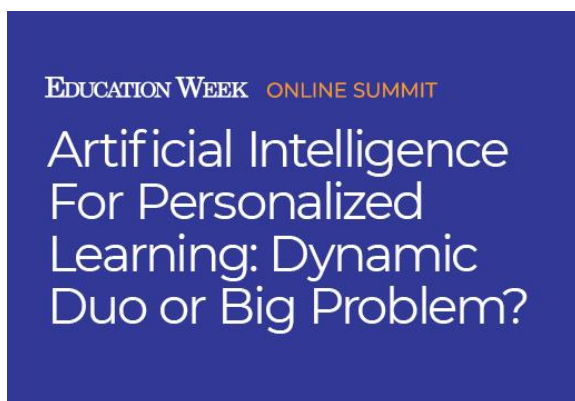 EDUCATION WEEK ONLINE SUMMIT
Artificial Intelligence
For Personalized
Learning: Dynamic
Duo or Big Problem?